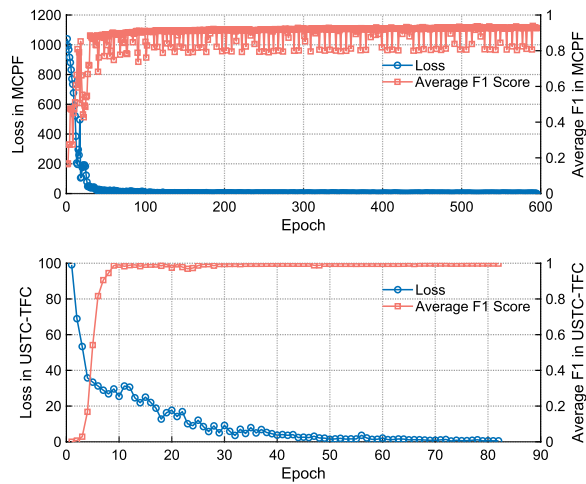 1200
1000
800
600
400
200
0
1
0.8
0.6
0.4
0.2
0
Loss in MCPF
Average F1 in MCPF
Loss
Average F1 Score
0 100 200 300 400 500 600
Epoch
100
80
60
40
20
0
1
0.8
0.6
0.4
0.2
0
Loss in USTC-TFC
Average F1 in USTC-TFC
Loss
Average F1 Score
0 10 20 30 40 50 60 70 80 90
Epoch